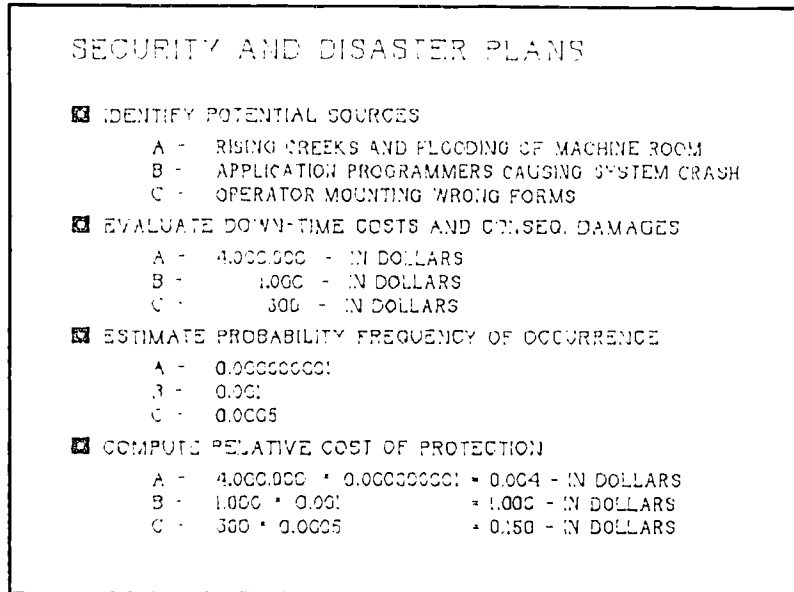 SECURITY AND DISASTER PLANS
IDENTIFY POTENTIAL SOURCES
A - RISING CREEKS AND FLOODING OF MACHINE ROOM
B - APPLICATION PROGRAMMERS CAUSING SYSTEM CRASH
C - OPERATOR MOUNTING WRONG FORMS
EVALUATE DOWN-TIME COSTS AND CONSEQ. DAMAGES
A - 4.000.000 - IN DOLLARS
B - 1.000 - IN DOLLARS
C - 300 - IN DOLLARS
ESTIMATE PROBABILITY FREQUENCY OF OCCURRENCE
A - 0.000000001
B - 0.001
C - 0.0005
COMPUTE RELATIVE COST OF PROTECTION
A - 4.000.000 * 0.000000001 = 0.004 - IN DOLLARS
B - 1.000 * 0.001 = 1.000 - IN DOLLARS
C - 300 * 0.0005 = 0.150 - IN DOLLARS